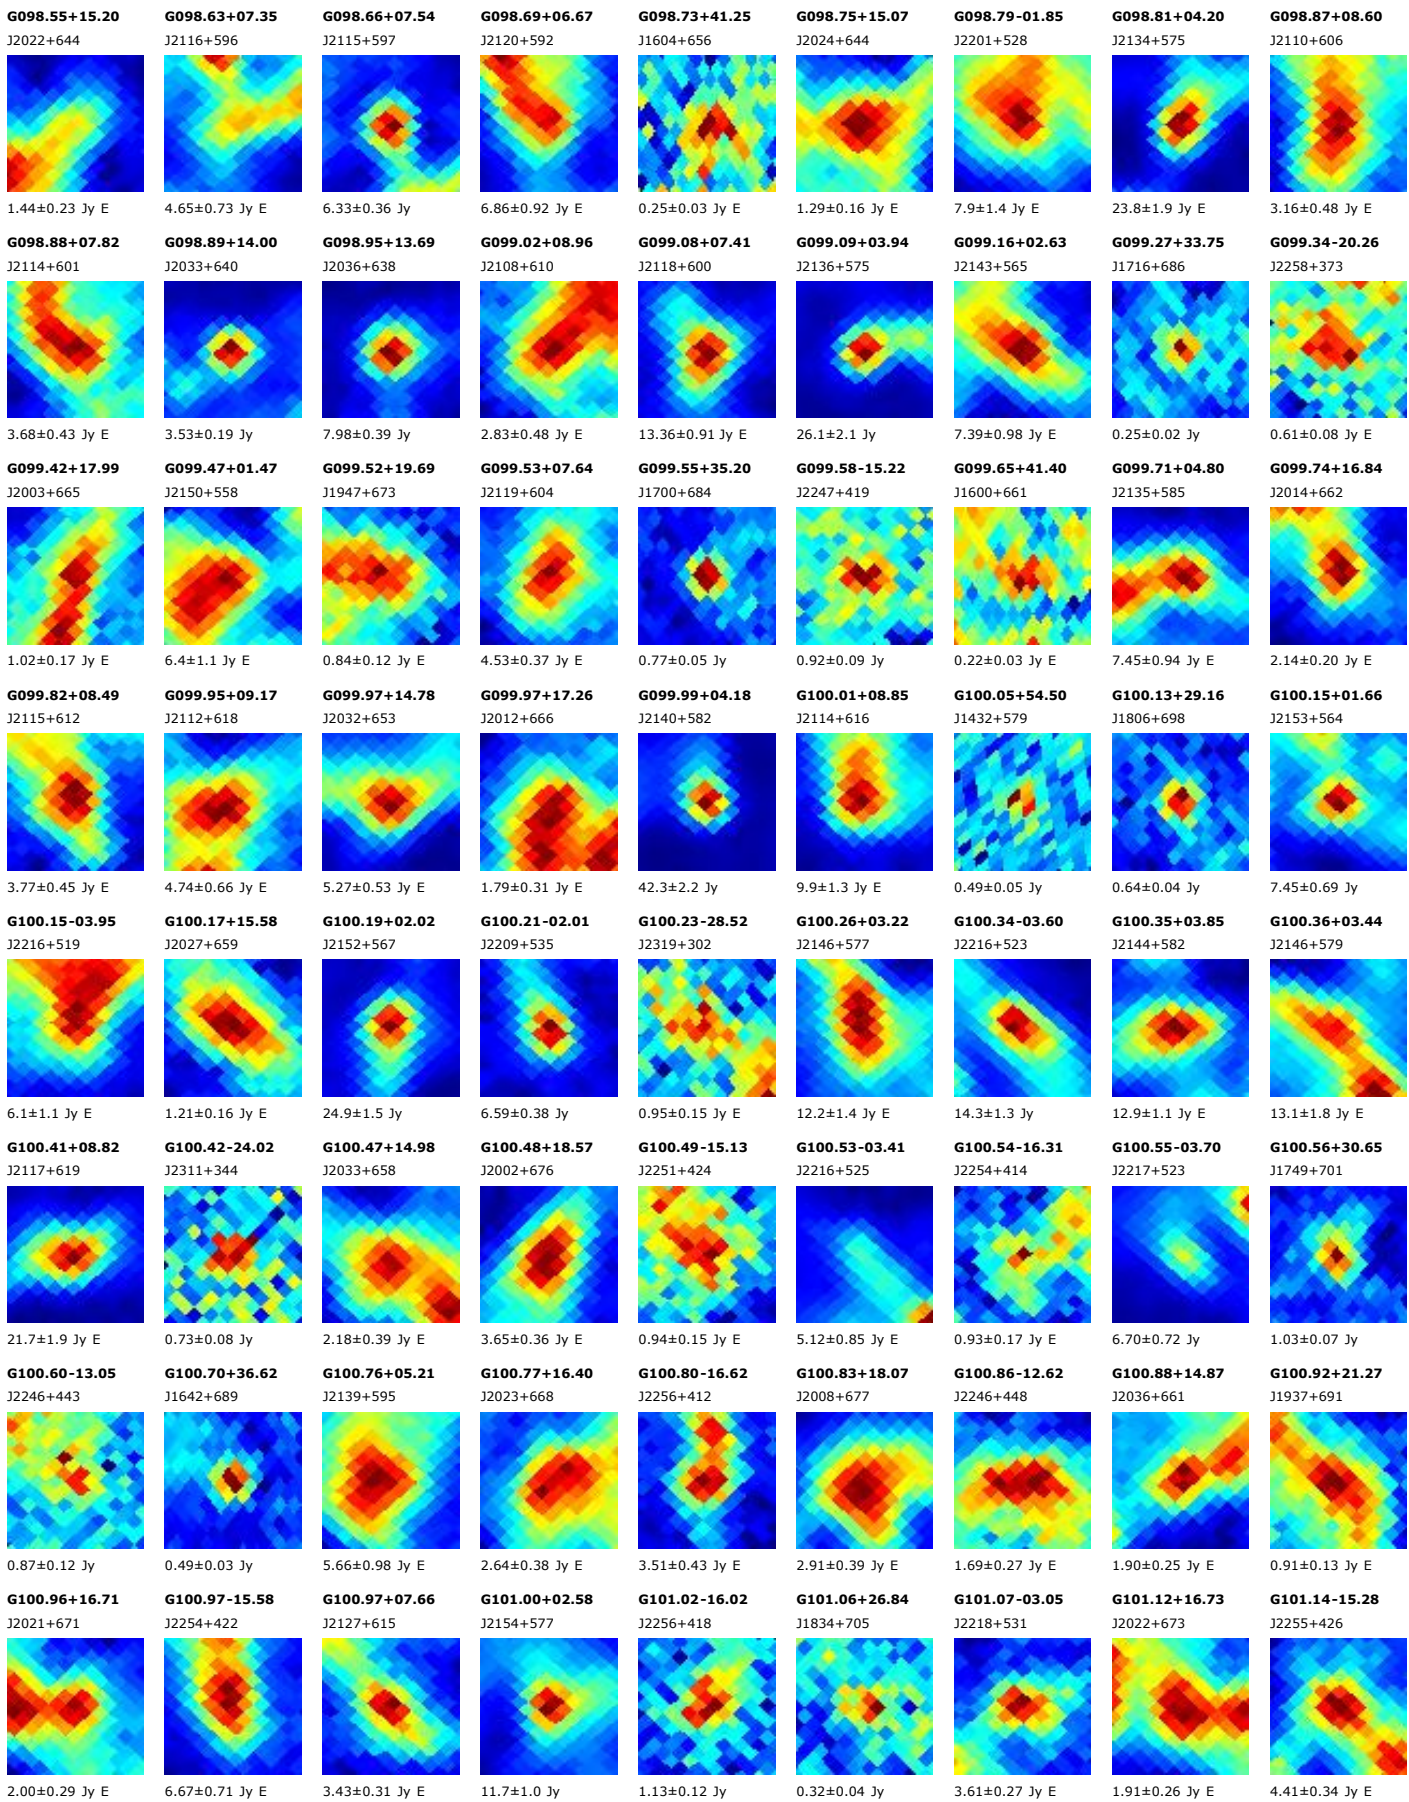 G098.55+15.20 G098.63+07.35 G098.66+07.54 G098.69+06.67 G098.73+41.25 G098.75+15.07 G098.79-01.85 G098.81+04.20 G098.87+08.60
J2022+644 J2116+596 J2115+597 J2120+592 J1604+656 J2024+644 J2201+528 J2134+575 J2110+606
1.44±0.23 Jy E 4.65±0.73 Jy E 6.33±0.36 Jy 6.86±0.92 Jy E 0.25±0.03 Jy E 1.29±0.16 Jy E 7.9±1.4 Jy E 23.8±1.9 Jy E 3.16±0.48 Jy E
G098.88+07.82 G098.89+14.00 G098.95+13.69 G099.02+08.96 G099.08+07.41 G099.09+03.94 G099.16+02.63 G099.27+33.75 G099.34-20.26
J2114+601 J2033+640 J2036+638 J2108+610 J2118+600 J2136+575 J2143+565 J1716+686 J2258+373
3.68±0.43 Jy E 3.53±0.19 Jy 7.98±0.39 Jy 2.83±0.48 Jy E 13.36±0.91 Jy E 26.1±2.1 Jy 7.39±0.98 Jy E 0.25±0.02 Jy 0.61±0.08 Jy E
G099.42+17.99 G099.47+01.47 G099.52+19.69 G099.53+07.64 G099.55+35.20 G099.58-15.22 G099.65+41.40 G099.71+04.80 G099.74+16.84
J2003+665 J2150+558 J1947+673 J2119+604 J1700+684 J2247+419 J1600+661 J2135+585 J2014+662
1.02±0.17 Jy E 6.4±1.1 Jy E 0.84±0.12 Jy E 4.53±0.37 Jy E 0.77±0.05 Jy 0.92±0.09 Jy 0.22±0.03 Jy E 7.45±0.94 Jy E 2.14±0.20 Jy E
G099.82+08.49 G099.95+09.17 G099.97+14.78 G099.97+17.26 G099.99+04.18 G100.01+08.85 G100.05+54.50 G100.13+29.16 G100.15+01.66
J2115+612 J2112+618 J2032+653 J2012+666 J2140+582 J2114+616 J1432+579 J1806+698 J2153+564
3.77±0.45 Jy E 4.74±0.66 Jy E 5.27±0.53 Jy E 1.79±0.31 Jy E 42.3±2.2 Jy 9.9±1.3 Jy E 0.49±0.05 Jy 0.64±0.04 Jy 7.45±0.69 Jy
G100.15-03.95 G100.17+15.58 G100.19+02.02 G100.21-02.01 G100.23-28.52 G100.26+03.22 G100.34-03.60 G100.35+03.85 G100.36+03.44
J2216+519 J2027+659 J2152+567 J2209+535 J2319+302 J2146+577 J2216+523 J2144+582 J2146+579
6.1±1.1 Jy E 1.21±0.16 Jy E 24.9±1.5 Jy 6.59±0.38 Jy 0.95±0.15 Jy E 12.2±1.4 Jy E 14.3±1.3 Jy 12.9±1.1 Jy E 13.1±1.8 Jy E
G100.41+08.82 G100.42-24.02 G100.47+14.98 G100.48+18.57 G100.49-15.13 G100.53-03.41 G100.54-16.31 G100.55-03.70 G100.56+30.65
J2117+619 J2311+344 J2033+658 J2002+676 J2251+424 J2216+525 J2254+414 J2217+523 J1749+701
21.7±1.9 Jy E 0.73±0.08 Jy 2.18±0.39 Jy E 3.65±0.36 Jy E 0.94±0.15 Jy E 5.12±0.85 Jy E 0.93±0.17 Jy E 6.70±0.72 Jy 1.03±0.07 Jy
G100.60-13.05 G100.70+36.62 G100.76+05.21 G100.77+16.40 G100.80-16.62 G100.83+18.07 G100.86-12.62 G100.88+14.87 G100.92+21.27
J2246+443 J1642+689 J2139+595 J2023+668 J2256+412 J2008+677 J2246+448 J2036+661 J1937+691
0.87±0.12 Jy 0.49±0.03 Jy 5.66±0.98 Jy E 2.64±0.38 Jy E 3.51±0.43 Jy E 2.91±0.39 Jy E 1.69±0.27 Jy E 1.90±0.25 Jy E 0.91±0.13 Jy E
G100.96+16.71 G100.97-15.58 G100.97+07.66 G101.00+02.58 G101.02-16.02 G101.06+26.84 G101.07-03.05 G101.12+16.73 G101.14-15.28
J2021+671 J2254+422 J2127+615 J2154+577 J2256+418 J1834+705 J2218+531 J2022+673 J2255+426
2.00±0.29 Jy E 6.67±0.71 Jy E 3.43±0.31 Jy E 11.7±1.0 Jy 1.13±0.12 Jy 0.32±0.04 Jy 3.61±0.27 Jy E 1.91±0.26 Jy E 4.41±0.34 Jy E